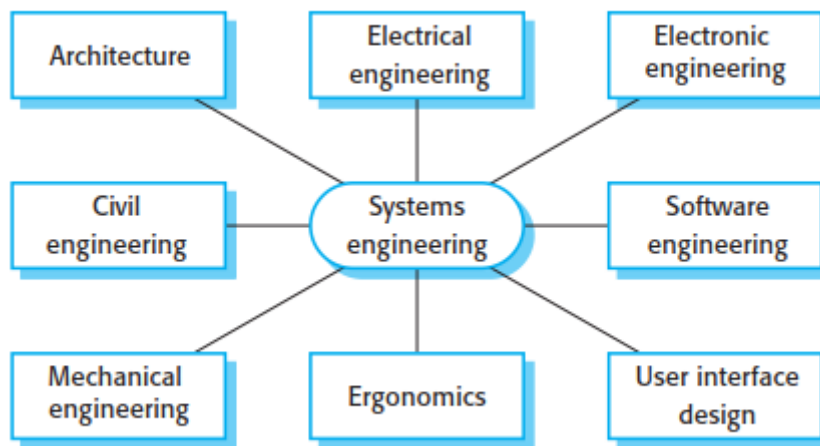 Architecture
Electrical
engineering
Electronic
engineering
Civil
engineering
Systems
engineering
Software
engineering
Mechanical
engineering
Ergonomics
User interface
design